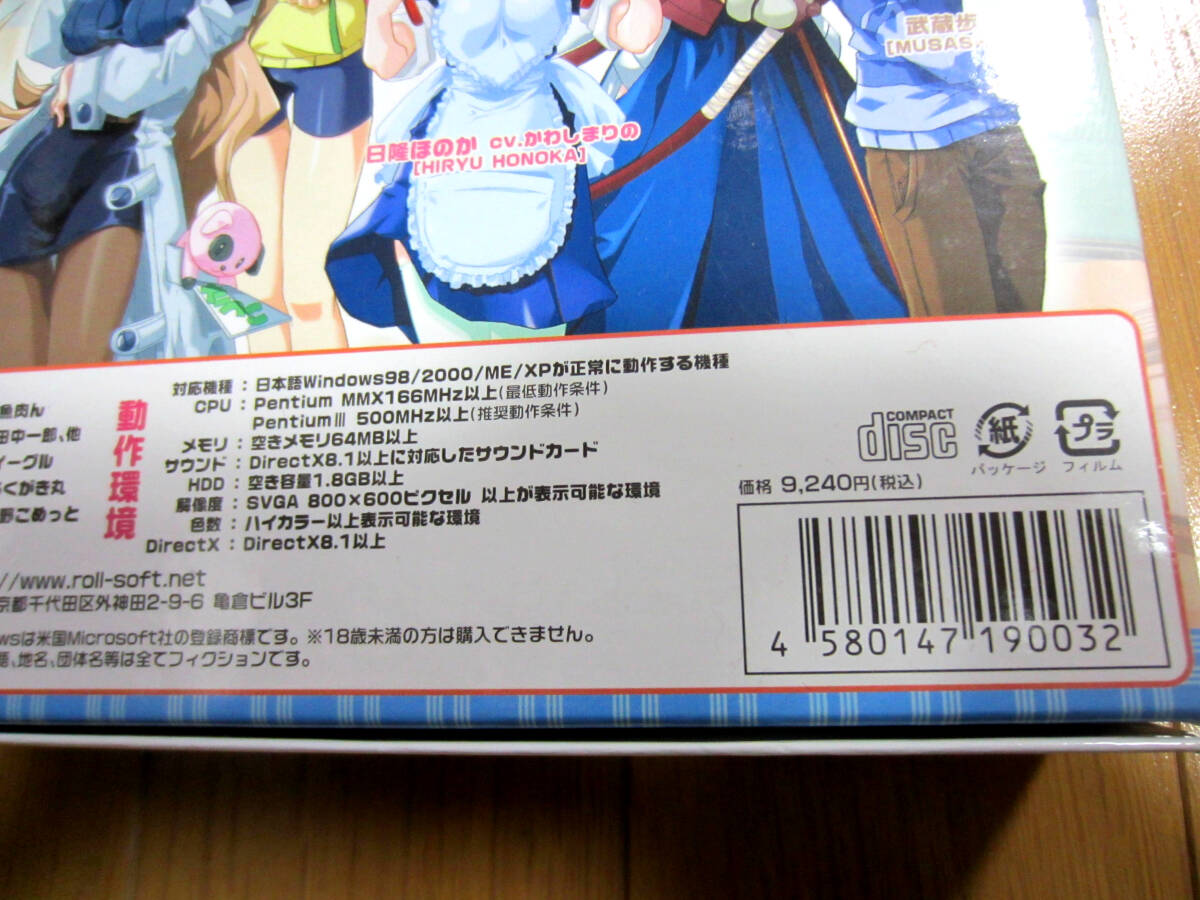 武蔵歩
[MUSAS
日隆ほのか cv.かわしまりの
[HIRYU HONOKA]
魚肉ん
田中一郎、他
イーグル
らくがき丸
野こめっと
動作環境
対応機種：日本語Windows98/2000/ME/XPが正常に動作する機種
CPU：Pentium MMX166MHz以上(最低動作条件)
PentiumⅢ 500MHz以上(推奨動作条件)
メモリ：空きメモリ64MB以上
サウンド：DirectX8.1以上に対応したサウンドカード
HDD：空き容量1.8GB以上
解像度：SVGA 800×600ピクセル 以上が表示可能な環境
色数：ハイカラー以上表示可能な環境
DirectX：DirectX8.1以上
//www.roll-soft.net
京都千代田区外神田2-9-6 亀倉ビル3F
wsは米国Microsoft社の登録商標です。※18歳未満の方は購入できません。
語、地名、団体名等は全てフィクションです。
COMPACT
disc
紙
パッケージ
プラ
フィルム
価格 9,240円(税込)
4 580147 190032